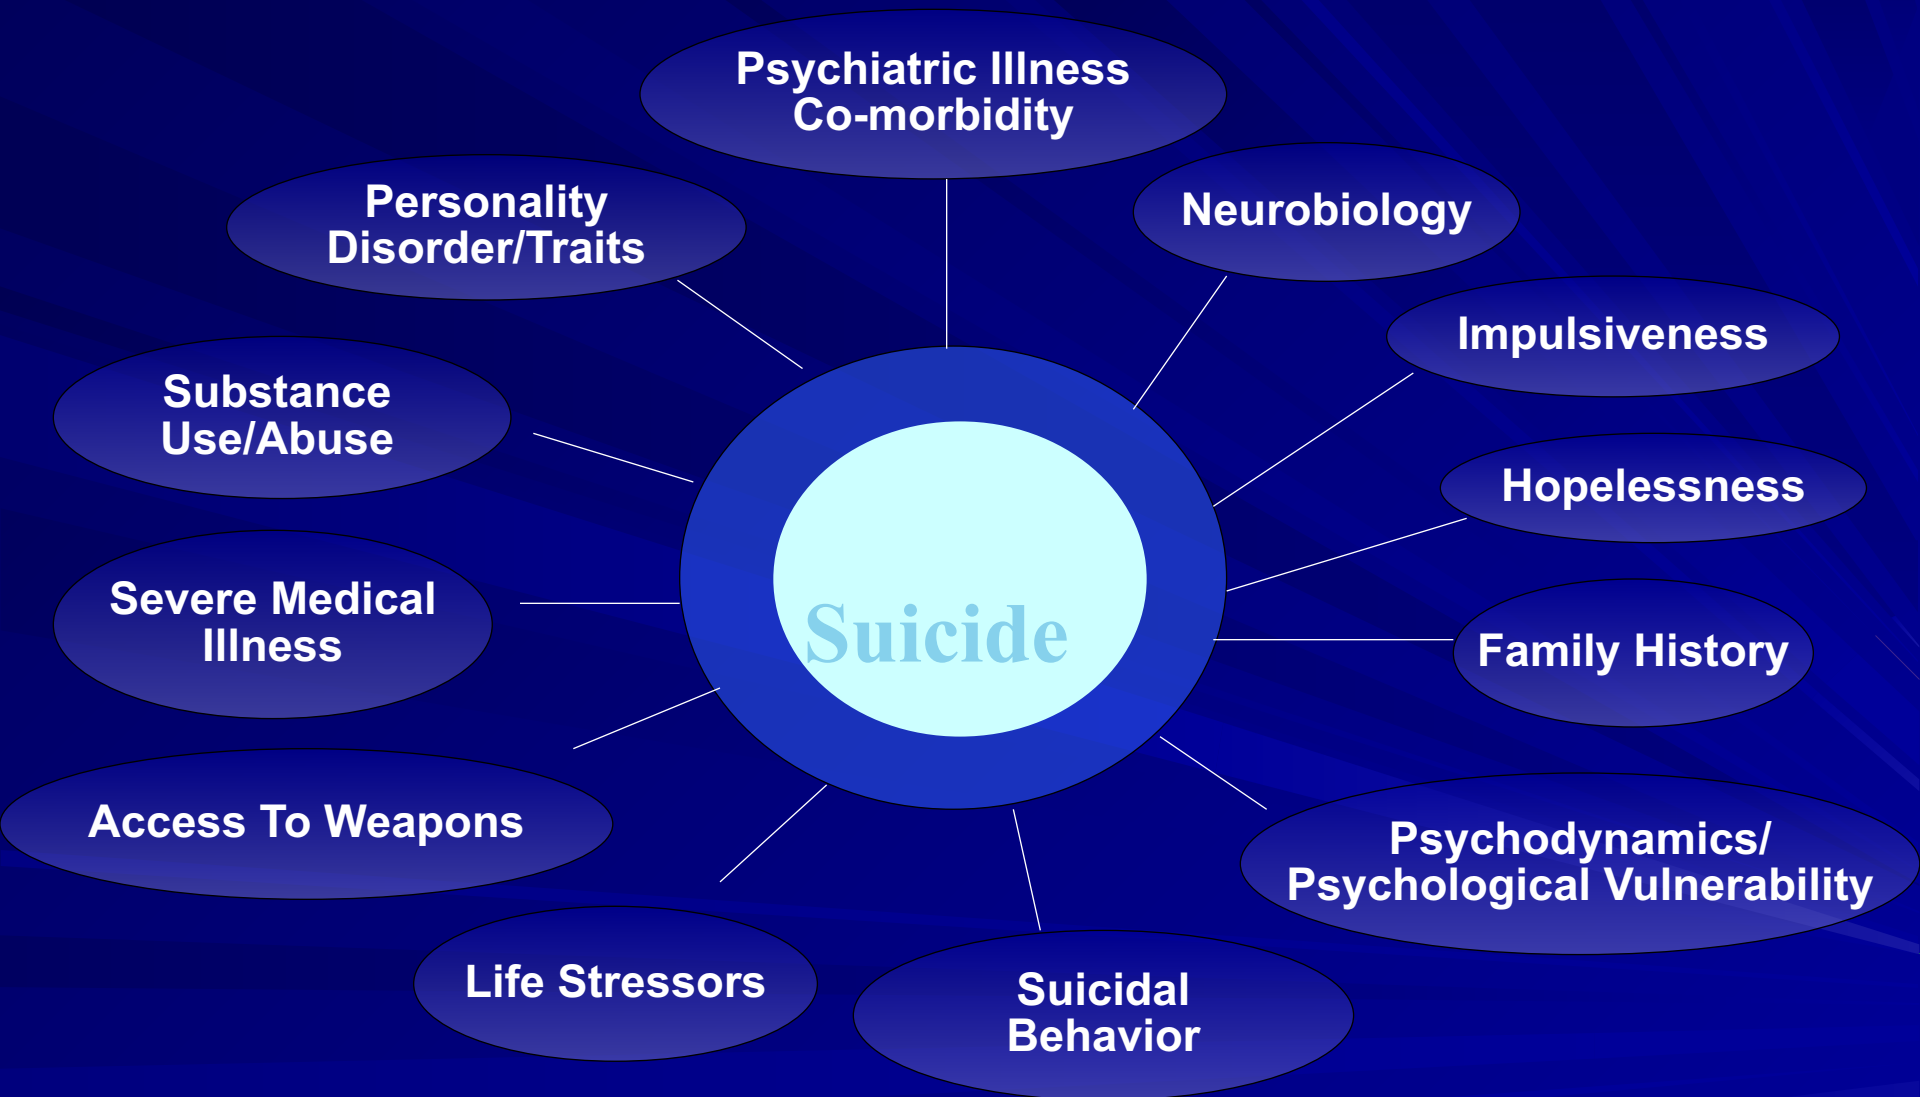 Psychiatric Illness
Co-morbidity
Neurobiology
Personality
Disorder/Traits
Impulsiveness
Substance
Use/Abuse
Hopelessness
Severe Medical
Illness
Suicide
Family History
Access To Weapons
Psychodynamics/
Psychological Vulnerability
Life Stressors
Suicidal
Behavior